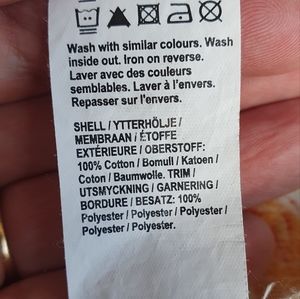 Wash with similar colours. Wash
inside out. Iron on reverse.
Laver avec des couleurs
semblables. Laver à l'envers.
Repasser sur l'envers.
SHELL / YTTERHÖLJE /
MEMBRAAN / ÉTOFFE
EXTÉRIEURE / OBERSTOFF:
100% Cotton / Bomull / Katoen /
Coton / Baumwolle. TRIM /
UTSMYCKNING / GARNERING /
BORDURE / BESATZ: 100%
Polyester / Polyester / Polyester /
Polyester / Polyester.